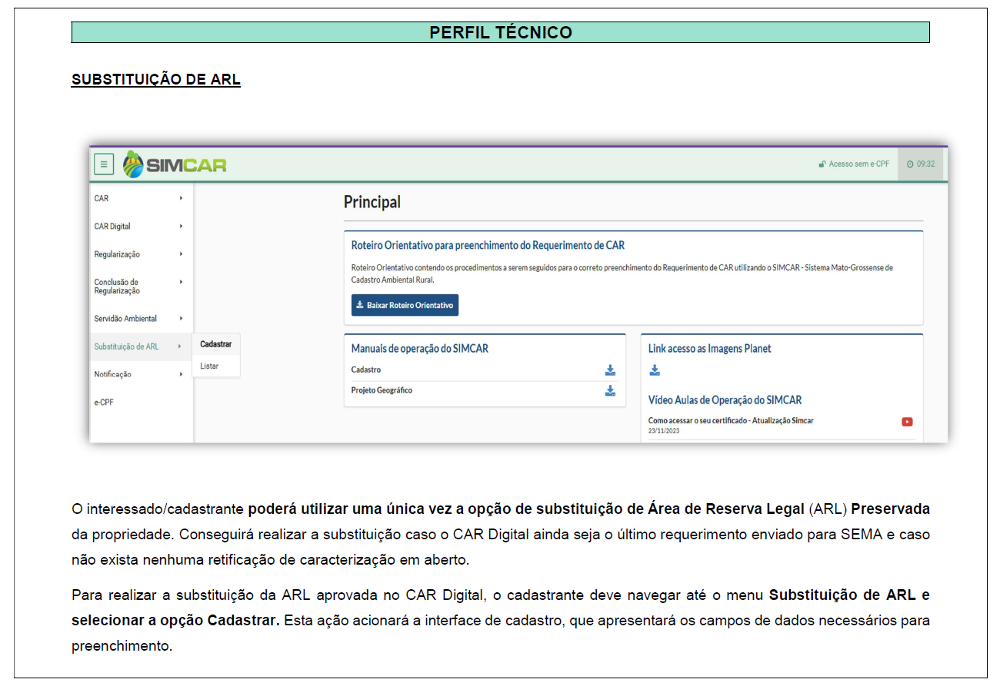 PERFIL TÉCNICO
SUBSTITUIÇÃO DE ARL
SIMCAR
Acesso sem e-CPF
09:32
CAR
CAR Digital
Regularização
Conclusão de
Regularização
Servidão Ambiental
Substituição de ARL
Cadastrar
Listar
Notificação
e-CPF
Principal
Roteiro Orientativo para preenchimento do Requerimento de CAR
Roteiro Orientativo contendo os procedimentos a serem seguidos para o correto preenchimento do Requerimento de CAR utilizando o SIMCAR - Sistema Mato-Grossense de
Cadastro Ambiental Rural.
Baixar Roteiro Orientativo
Manuais de operação do SIMCAR
Cadastro
Projeto Geográfico
Link acesso as Imagens Planet
Vídeo Aulas de Operação do SIMCAR
Como acessar o seu certificado - Atualização Simcar
23/11/2023
O interessado/cadastrante poderá utilizar uma única vez a opção de substituição de Área de Reserva Legal (ARL) Preservada
da propriedade. Conseguirá realizar a substituição caso o CAR Digital ainda seja o último requerimento enviado para SEMA e caso
não exista nenhuma retificação de caracterização em aberto.
Para realizar a substituição da ARL aprovada no CAR Digital, o cadastrante deve navegar até o menu Substituição de ARL e
selecionar a opção Cadastrar. Esta ação acionará a interface de cadastro, que apresentará os campos de dados necessários para
preenchimento.